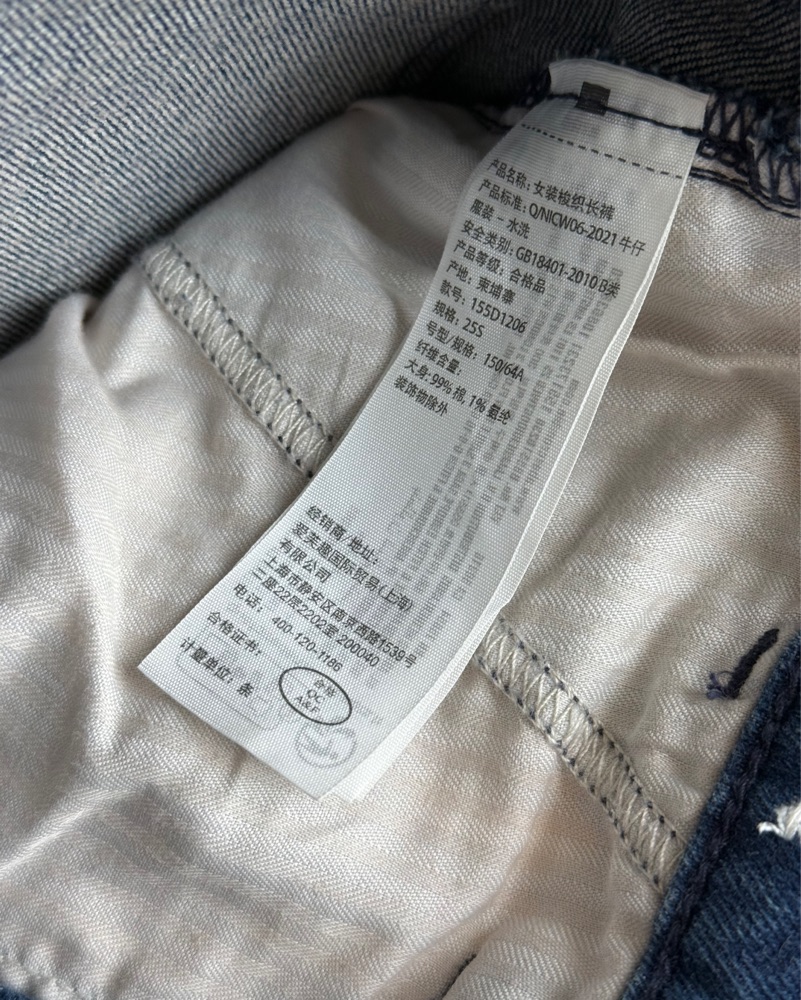 产品名称: 女装梭织长裤
产品标准: Q/NICW06-2021 牛仔
服装 - 水洗
安全类别: GB18401-2010 B类
产品等级: 合格品
产地: 柬埔寨
款号: 155D1206
规格: 25S
号型/规格: 150/64A
纤维含量:
大身: 99% 棉, 1% 氨纶
装饰物除外
经销商 / 地址:
爱芙趣国际贸易 (上海)
有限公司
上海市静安区南京西路1539号
二座22层2202室 200040
电话: 400-120-1186
合格证书:
计量单位: 条
合格
QC
A&F